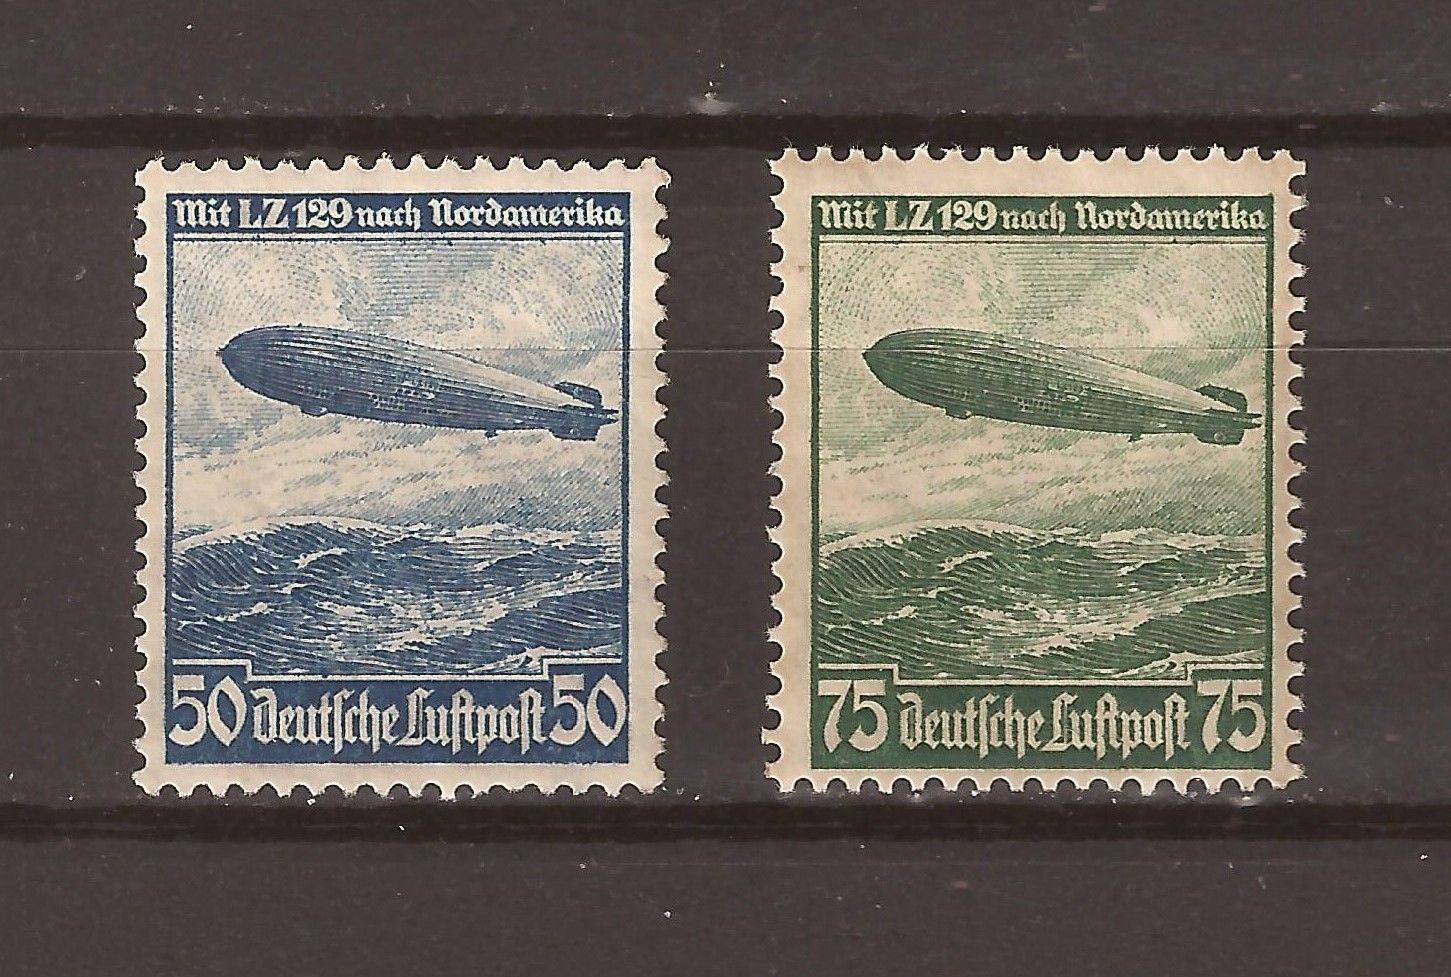 Mit LZ 129 nach Nordamerika
50 Deutsche Luftpost 50
Mit LZ 129 nach Nordamerika
75 Deutsche Luftpost 75